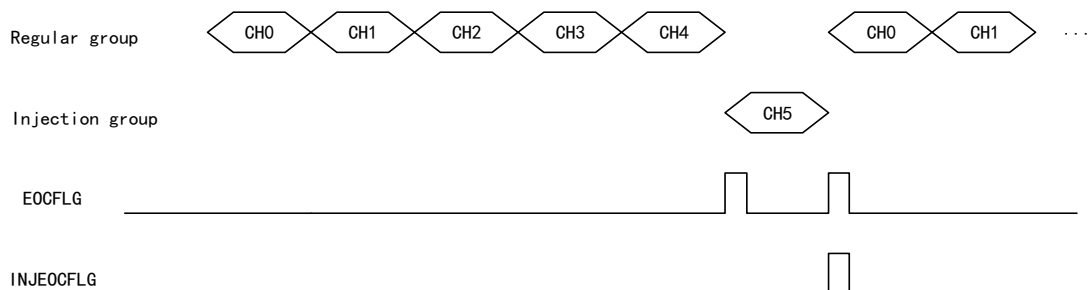 Regular group CH0 CH1 CH2 CH3 CH4 CH0 CH1 ...
Injection group CH5
EOCFLG
INJEOCFLG